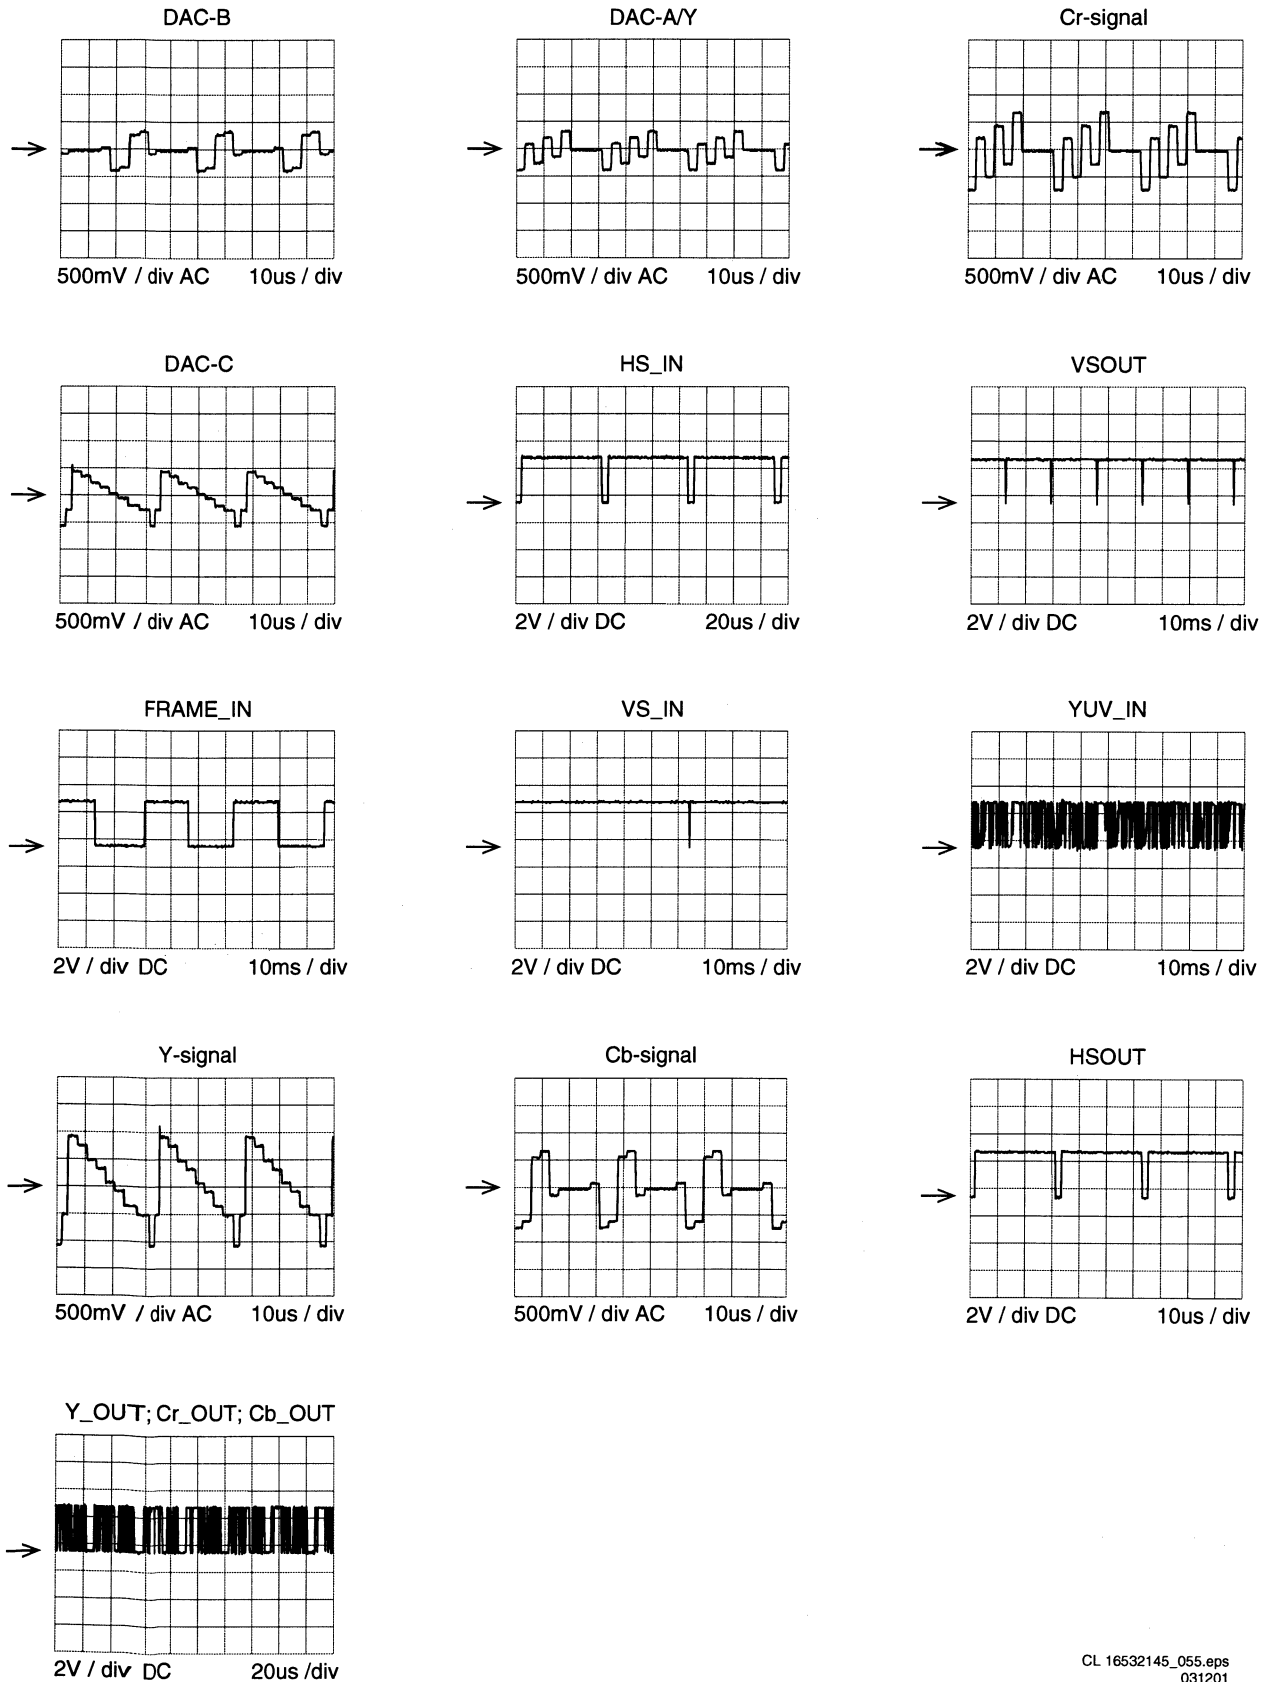 DAC-B
DAC-A/Y
Cr-signal
500mV / div AC 10us / div
500mV / div AC 10us / div
500mV / div AC 10us / div
DAC-C
HS_IN
VSOUT
500mV / div AC 10us / div
2V / div DC 20us / div
2V / div DC 10ms / div
FRAME_IN
VS_IN
YUV_IN
2V / div DC 10ms / div
2V / div DC 10ms / div
2V / div DC 10ms / div
Y-signal
Cb-signal
HSOUT
500mV / div AC 10us / div
500mV / div AC 10us / div
2V / div DC 10us / div
Y_OUT; Cr_OUT; Cb_OUT
2V / div DC 20us /div
CL 16532145_055.eps
031201